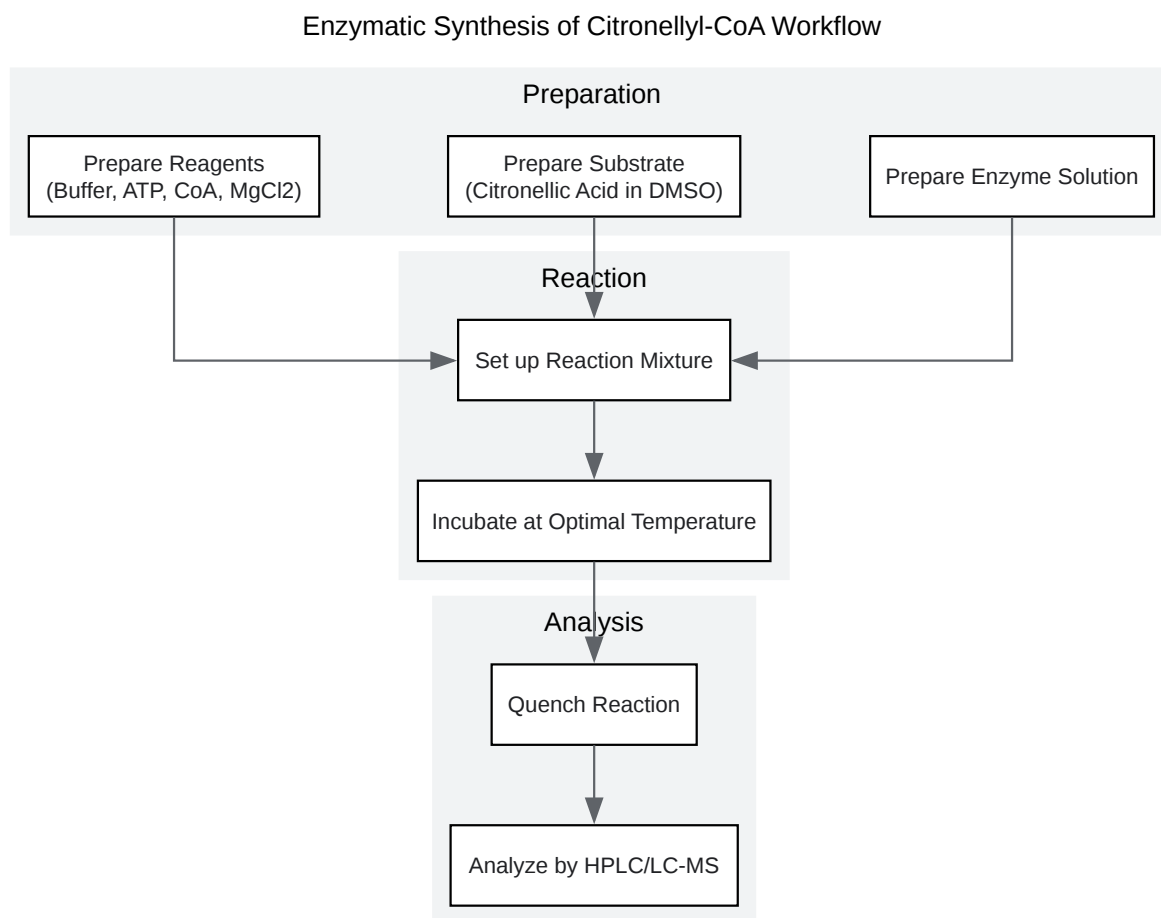 Enzymatic Synthesis of Citronellyl-CoA Workflow
Preparation
Prepare Reagents
(Buffer, ATP, CoA, MgCl2)
Prepare Substrate
(Citronellic Acid in DMSO)
Prepare Enzyme Solution
Reaction
Set up Reaction Mixture
Incubate at Optimal Temperature
Analysis
Quench Reaction
Analyze by HPLC/LC-MS